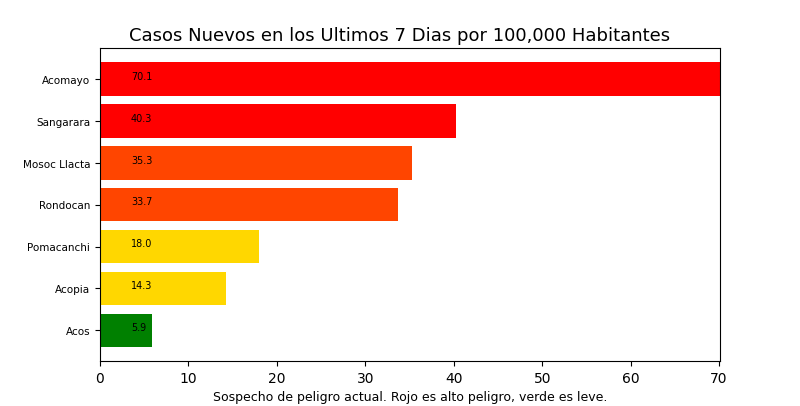 Casos Nuevos en los Ultimos 7 Dias por 100,000 Habitantes
Acomayo 70.1
Sangarara 40.3
Mosoc Llacta 35.3
Rondocan 33.7
Pomacanchi 18.0
Acopia 14.3
Acos 5.9
0 10 20 30 40 50 60 70
Sospecho de peligro actual. Rojo es alto peligro, verde es leve.